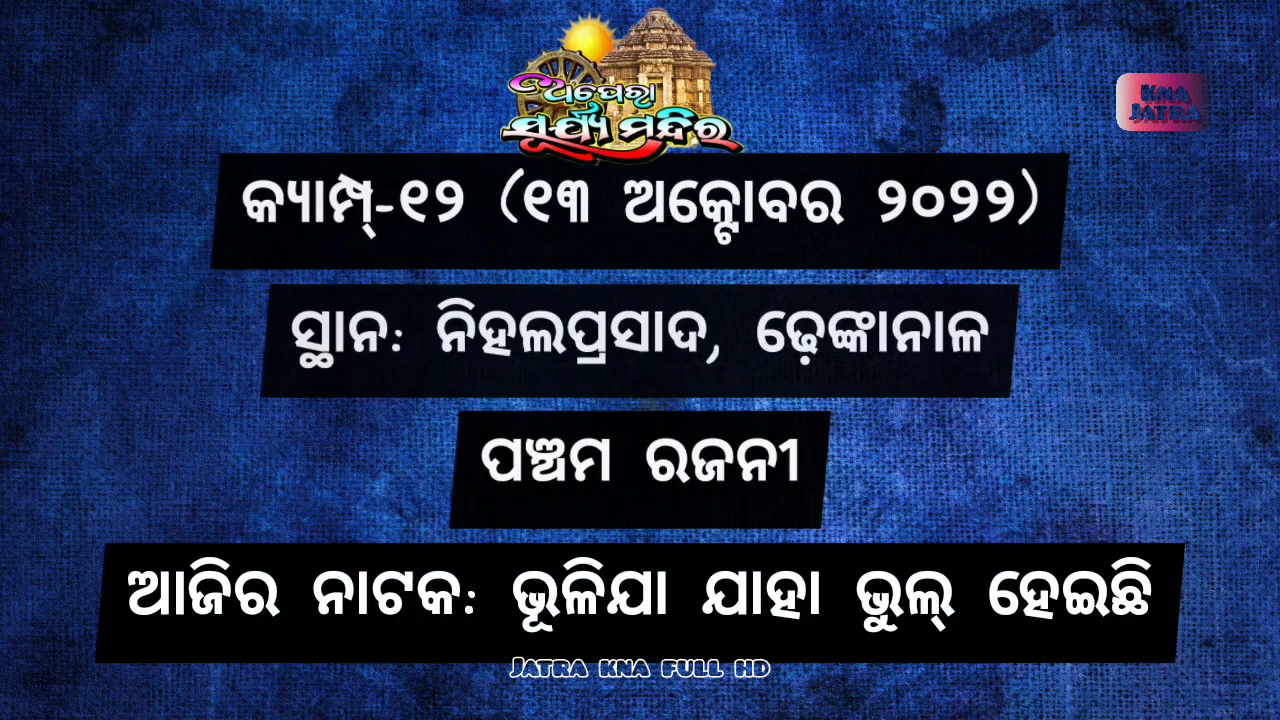 ଅପେରା
ସୂର୍ଯ୍ୟ ମନ୍ଦିର
KNA
JATRA
କ୍ୟାମ୍ପ୍-୧୨ (୧୩ ଅକ୍ଟୋବର ୨୦୨୨)
ସ୍ଥାନ: ନିହଲପ୍ରସାଦ, ଢ଼େଙ୍କାନାଳ
ପଞ୍ଚମ ରଜନୀ
ଆଜିର ନାଟକ: ଭୂଲିଯା ଯାହା ଭୁଲ୍ ହେଇଛି
JATRA KNA FULL HD